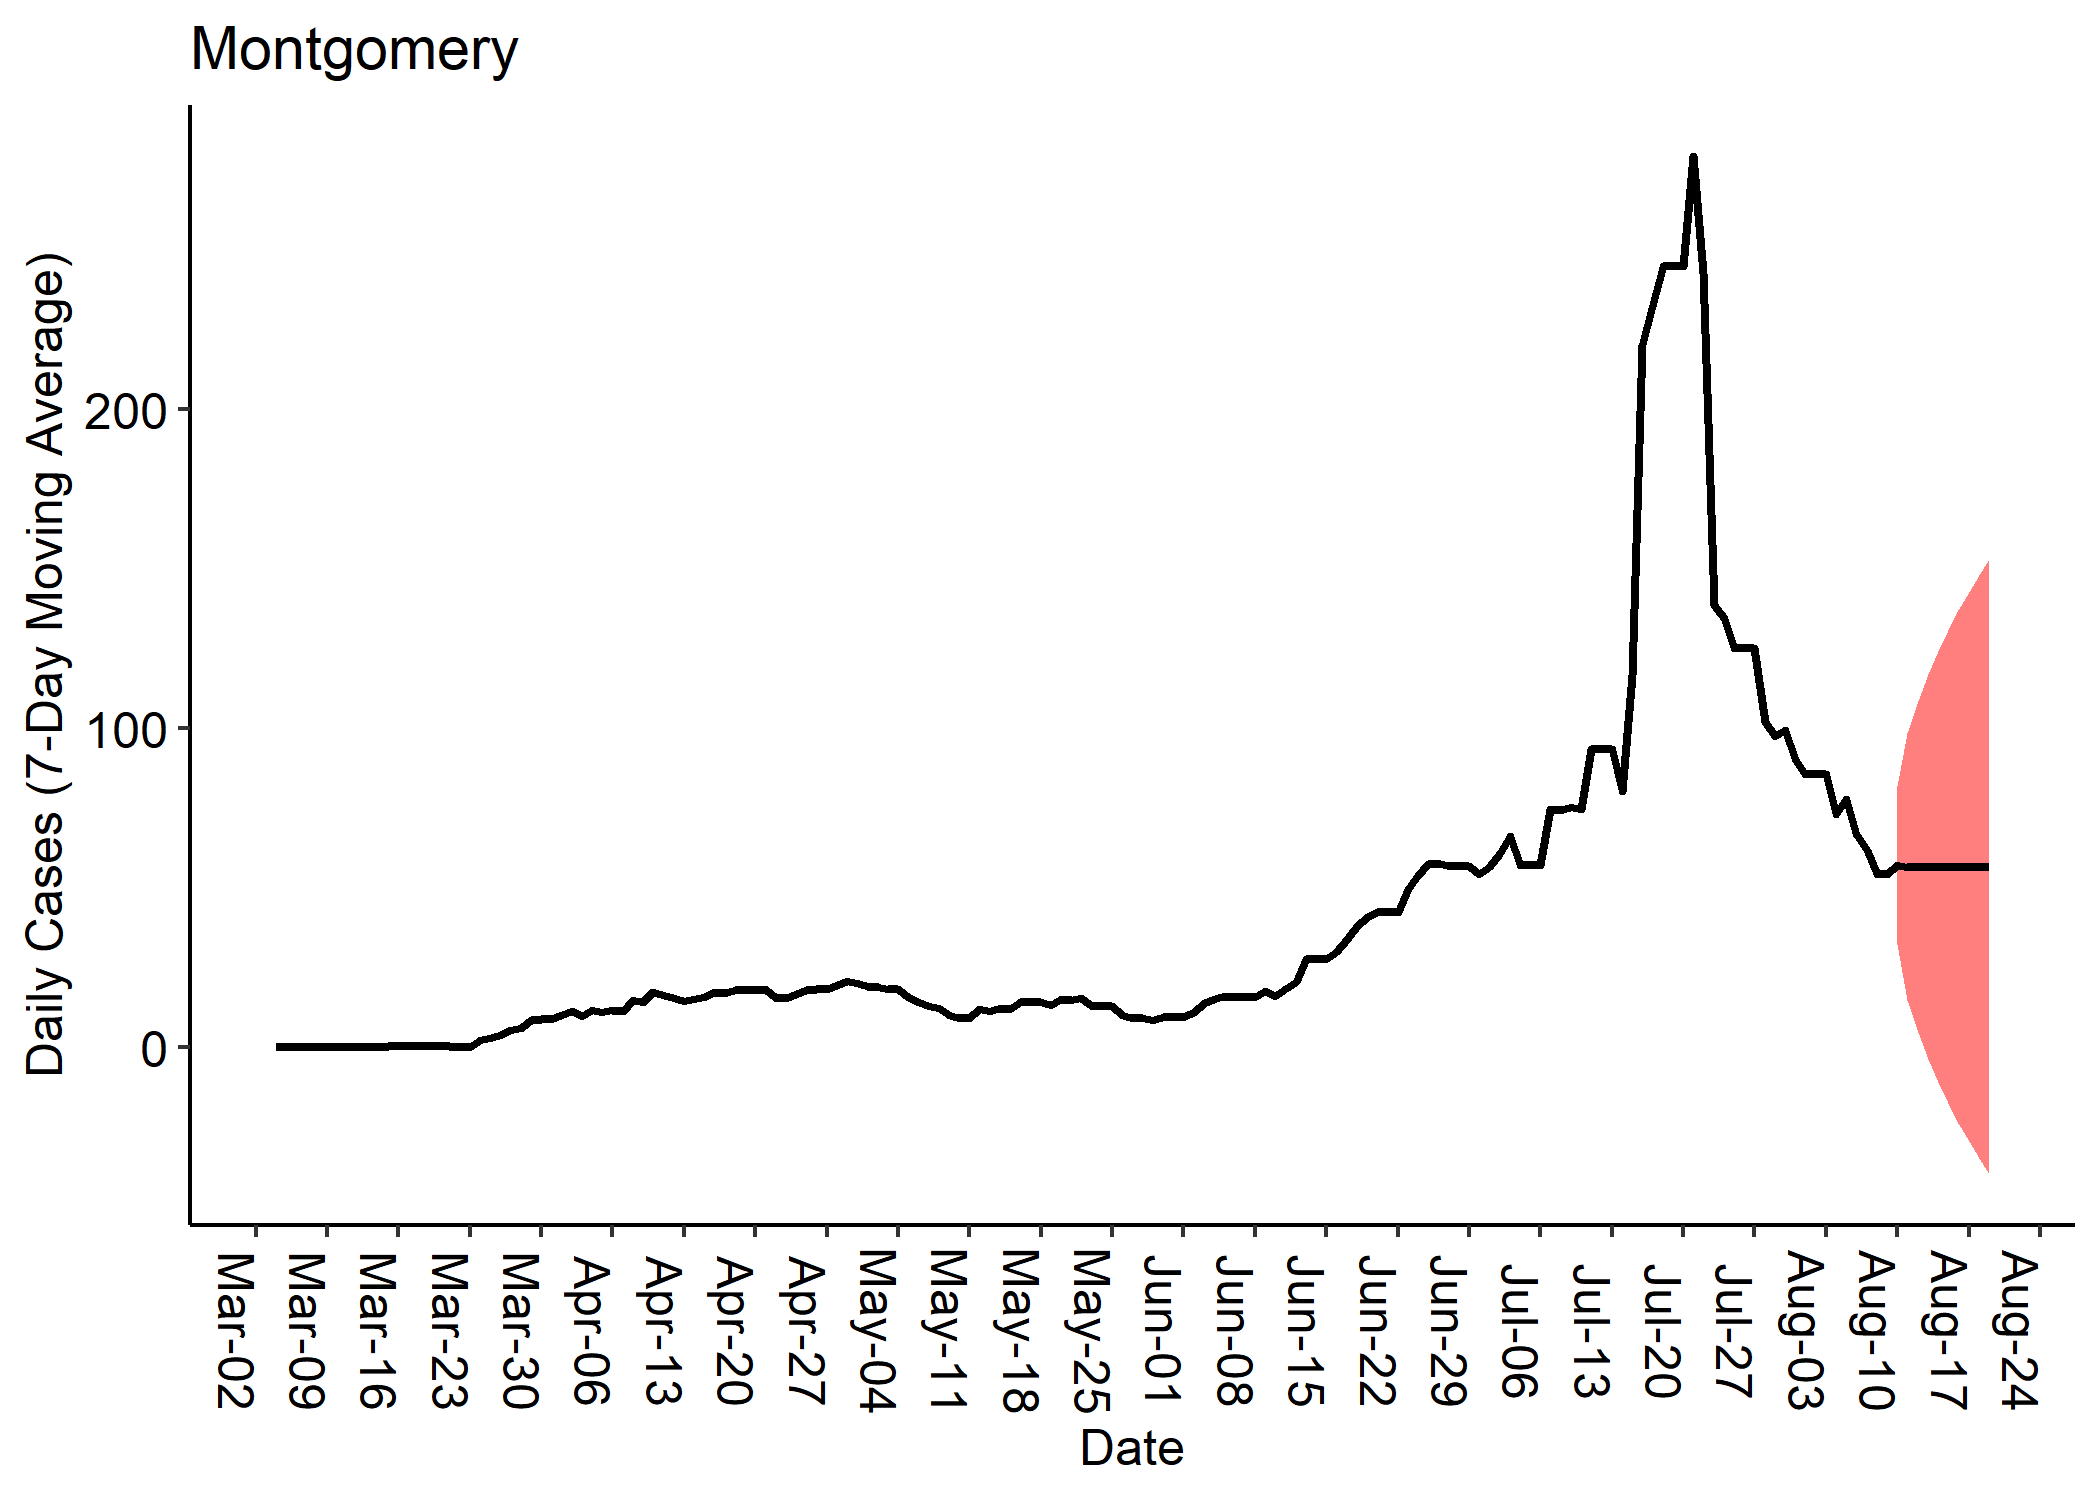 Montgomery
Daily Cases (7-Day Moving Average)
200
100
0
Mar-02
Mar-09
Mar-16
Mar-23
Mar-30
Apr-06
Apr-13
Apr-20
Apr-27
May-04
May-11
May-18
May-25
Jun-01
Jun-08
Jun-15
Jun-22
Jun-29
Jul-06
Jul-13
Jul-20
Jul-27
Aug-03
Aug-10
Aug-17
Aug-24
Date